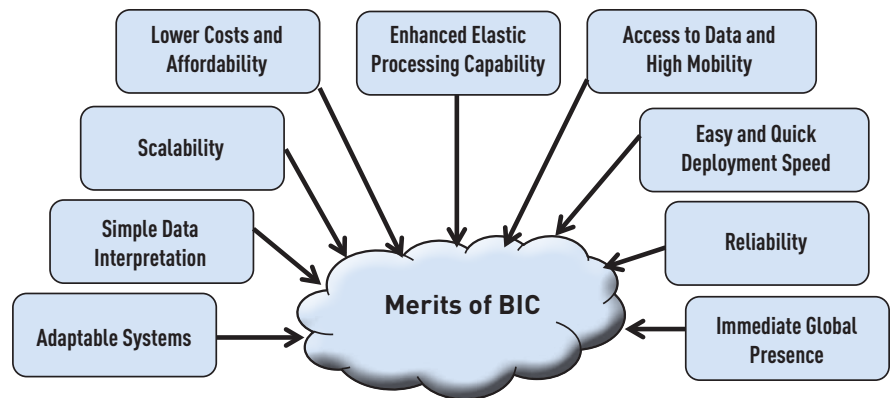 Lower Costs and
Affordability
Enhanced Elastic
Processing Capability
Access to Data and
High Mobility
Scalability
Easy and Quick
Deployment Speed
Simple Data
Interpretation
Reliability
Merits of BIC
Adaptable Systems
Immediate Global
Presence